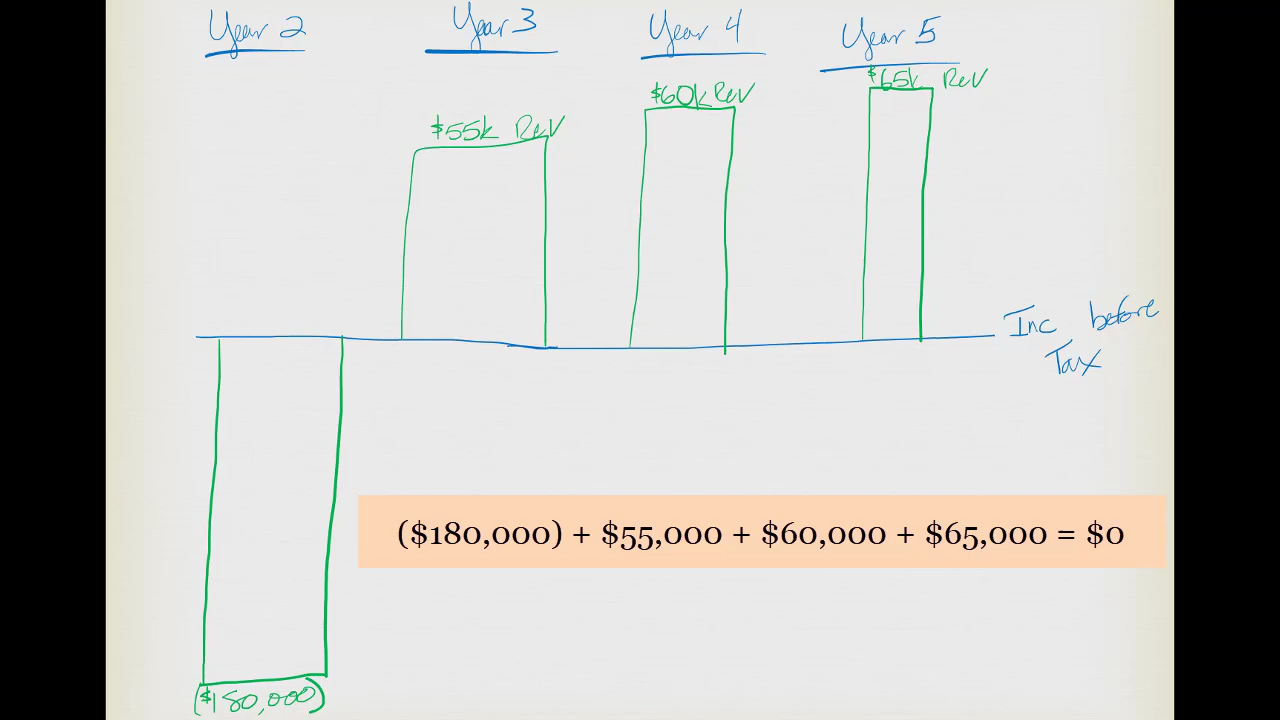 Year 2
Year 3
Year 4
Year 5
$55k Rev
$60k Rev
$65k Rev
Inc before
Tax
($180,000) + $55,000 + $60,000 + $65,000 = $0
($180,000)